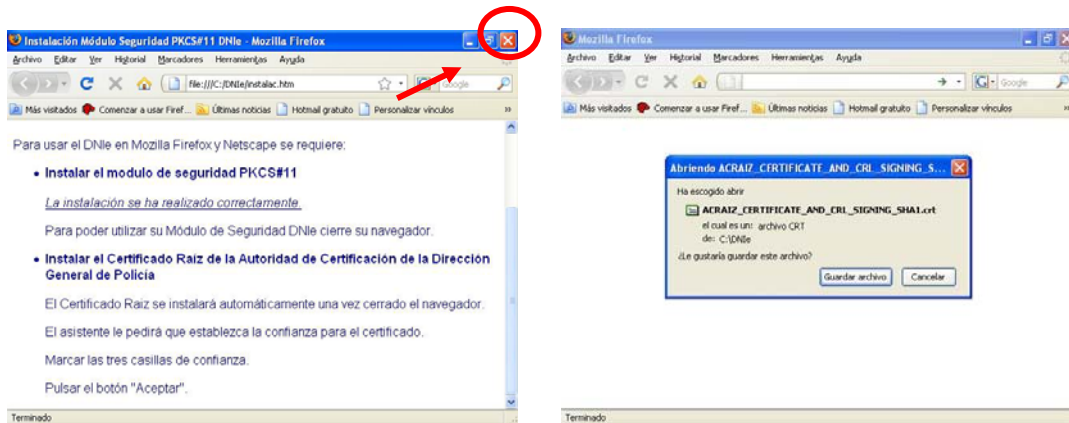 Instalación Módulo Seguridad PKCS#11 DNIe - Mozilla Firefox
Archivo Editar Ver Historial Marcadores Herramientas Ayuda
file:///C:/DNIe/instalac.htm
Google
Más visitados Comenzar a usar Firef... Últimas noticias Hotmail gratuito Personalizar vínculos »
Para usar el DNIe en Mozilla Firefox y Netscape se requiere:
• Instalar el modulo de seguridad PKCS#11
La instalación se ha realizado correctamente.
Para poder utilizar su Módulo de Seguridad DNIe cierre su navegador.
• Instalar el Certificado Raiz de la Autoridad de Certificación de la Dirección
General de Policía
El Certificado Raiz se instalará automáticamente una vez cerrado el navegador.
El asistente le pedirá que establezca la confianza para el certificado.
Marcar las tres casillas de confianza.
Pulsar el botón "Aceptar".
Terminado
Mozilla Firefox
Archivo Editar Ver Historial Marcadores Herramientas Ayuda
G Google
Más visitados Comenzar a usar Firef... Últimas noticias Hotmail gratuito Personalizar vínculos »
Abriendo ACRAIZ_CERTIFICATE_AND_CRL_SIGNING_S...
Ha escogido abrir
ACRAIZ_CERTIFICATE_AND_CRL_SIGNING_SHA1.crt
el cual es un: archivo CRT
de: C:\DNIe
¿Le gustaría guardar este archivo?
Guardar archivo Cancelar
Terminado